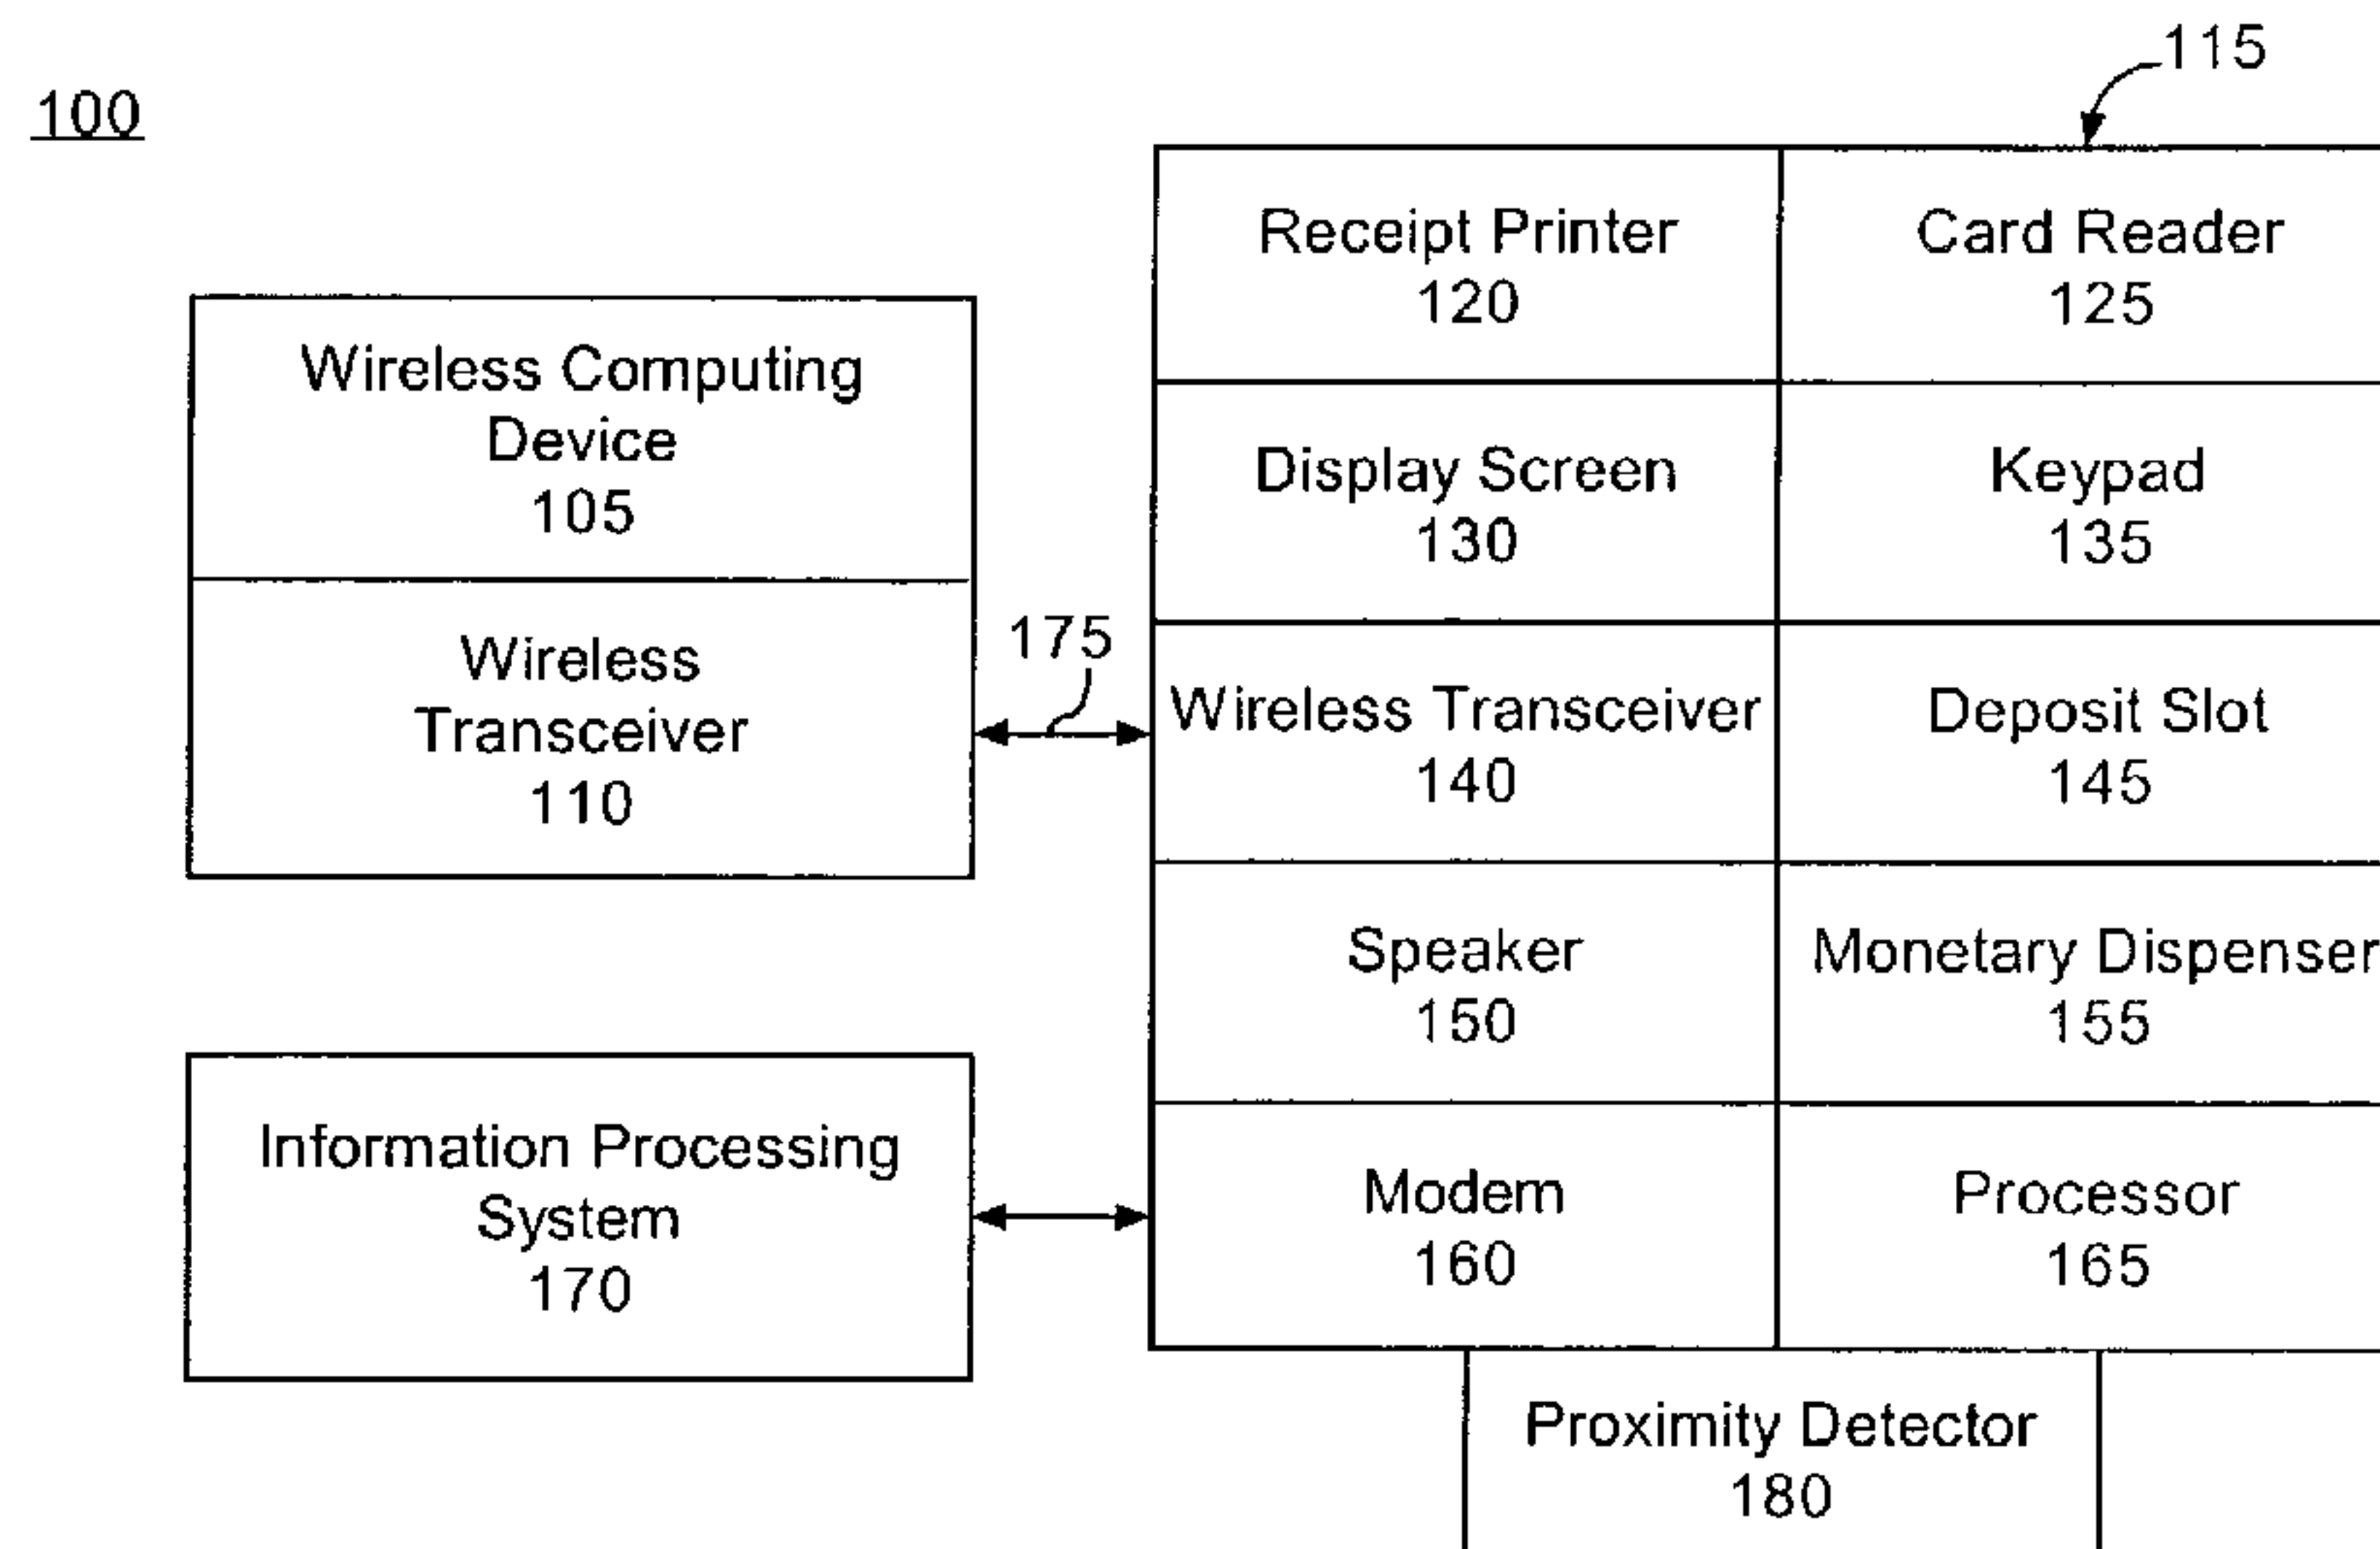 100
115
Receipt Printer
120
Card Reader
125
Wireless Computing
Device
105
Display Screen
130
Keypad
135
Wireless
Transceiver
110
175
Wireless Transceiver
140
Deposit Slot
145
Speaker
150
Monetary Dispenser
155
Information Processing
System
170
Modem
160
Processor
165
Proximity Detector
180